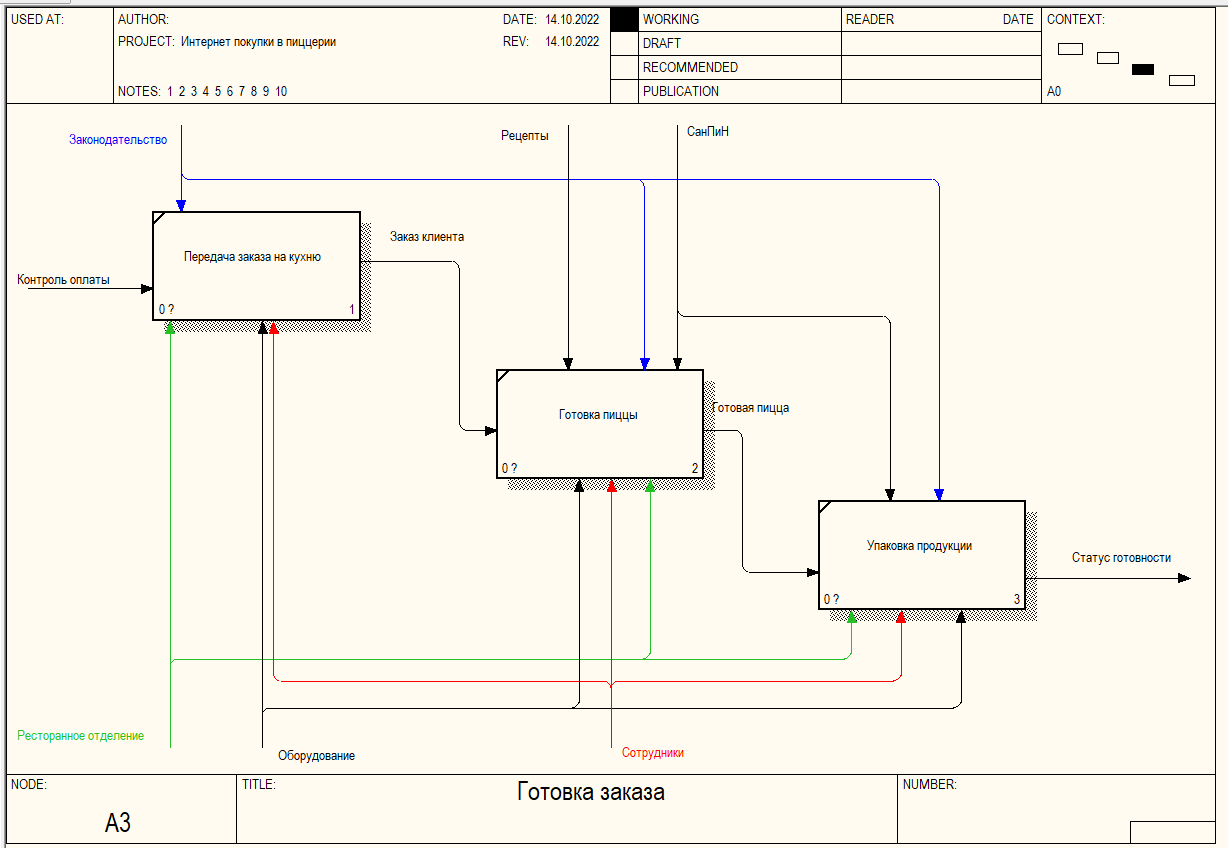 USED AT:
AUTHOR:
DATE: 14.10.2022
PROJECT: Интернет покупки в пиццерии
REV: 14.10.2022
NOTES: 1 2 3 4 5 6 7 8 9 10
WORKING
DRAFT
RECOMMENDED
PUBLICATION
READER DATE
CONTEXT:
A0
Законодательство
Рецепты
СанПиН
Заказ клиента
Передача заказа на кухню
0 ? 1
Контроль оплаты
Готовая пицца
Готовка пиццы
0 ? 2
Упаковка продукции
0 ? 3
Статус готовности
Ресторанное отделение
Оборудование
Сотрудники
NODE:
A3
TITLE:
Готовка заказа
NUMBER: